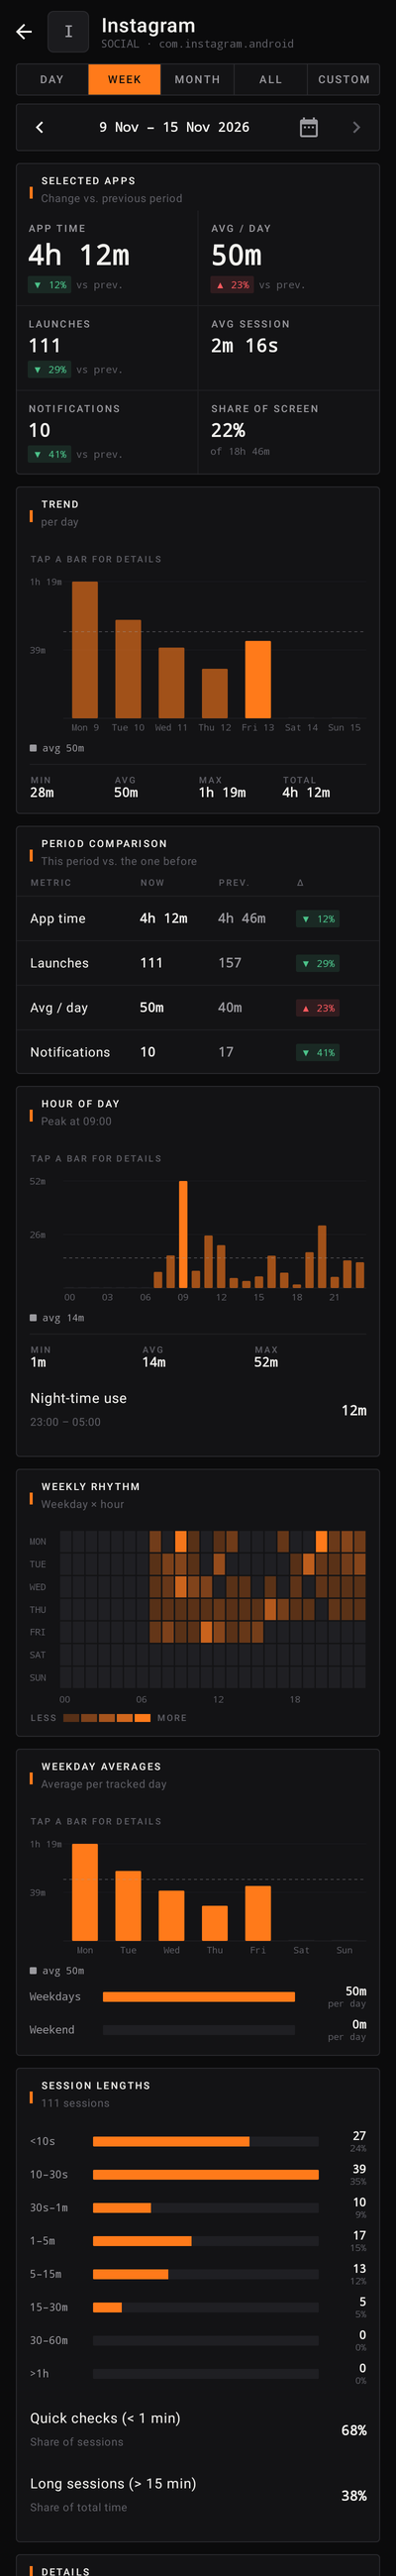 I
Instagram
SOCIAL · com.instagram.android
DAY WEEK MONTH ALL CUSTOM
9 Nov – 15 Nov 2026
SELECTED APPS
Change vs. previous period
APP TIME AVG / DAY
4h 12m 50m
▼ 12% vs prev. ▲ 23% vs prev.
LAUNCHES AVG SESSION
111 2m 16s
▼ 29% vs prev.
NOTIFICATIONS SHARE OF SCREEN
10 22%
▼ 41% vs prev. of 18h 46m
TREND
per day
TAP A BAR FOR DETAILS
1h 19m
39m
Mon 9 Tue 10 Wed 11 Thu 12 Fri 13 Sat 14 Sun 15
avg 50m
MIN AVG MAX TOTAL
28m 50m 1h 19m 4h 12m
PERIOD COMPARISON
This period vs. the one before
METRIC NOW PREV. Δ
App time 4h 12m 4h 46m ▼ 12%
Launches 111 157 ▼ 29%
Avg / day 50m 40m ▲ 23%
Notifications 10 17 ▼ 41%
HOUR OF DAY
Peak at 09:00
TAP A BAR FOR DETAILS
52m
26m
00 03 06 09 12 15 18 21
avg 14m
MIN AVG MAX
1m 14m 52m
Night-time use 12m
23:00 – 05:00
WEEKLY RHYTHM
Weekday × hour
MON
TUE
WED
THU
FRI
SAT
SUN
00 06 12 18
LESS MORE
WEEKDAY AVERAGES
Average per tracked day
TAP A BAR FOR DETAILS
1h 19m
39m
Mon Tue Wed Thu Fri Sat Sun
avg 50m
Weekdays 50m
per day
Weekend 0m
per day
SESSION LENGTHS
111 sessions
<10s 27
24%
10–30s 39
35%
30s–1m 10
9%
1–5m 17
15%
5–15m 13
12%
15–30m 5
5%
30–60m 0
0%
>1h 0
0%
Quick checks (< 1 min) 68%
Share of sessions
Long sessions (> 15 min) 38%
Share of total time
DETAILS